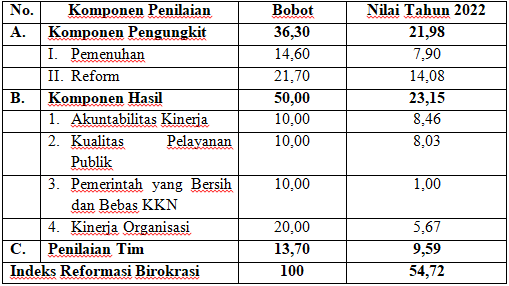 No. Komponen Penilaian Bobot Nilai Tahun 2022
A. Komponen Pengungkit 36,30 21,98
I. Pemenuhan 14,60 7,90
II. Reform 21,70 14,08
B. Komponen Hasil 50,00 23,15
1. Akuntabilitas Kinerja 10,00 8,46
2. Kualitas Pelayanan 10,00 8,03
Publik
3. Pemerintah yang Bersih 10,00 1,00
dan Bebas KKN
4. Kinerja Organisasi 20,00 5,67
C. Penilaian Tim 13,70 9,59
Indeks Reformasi Birokrasi 100 54,72